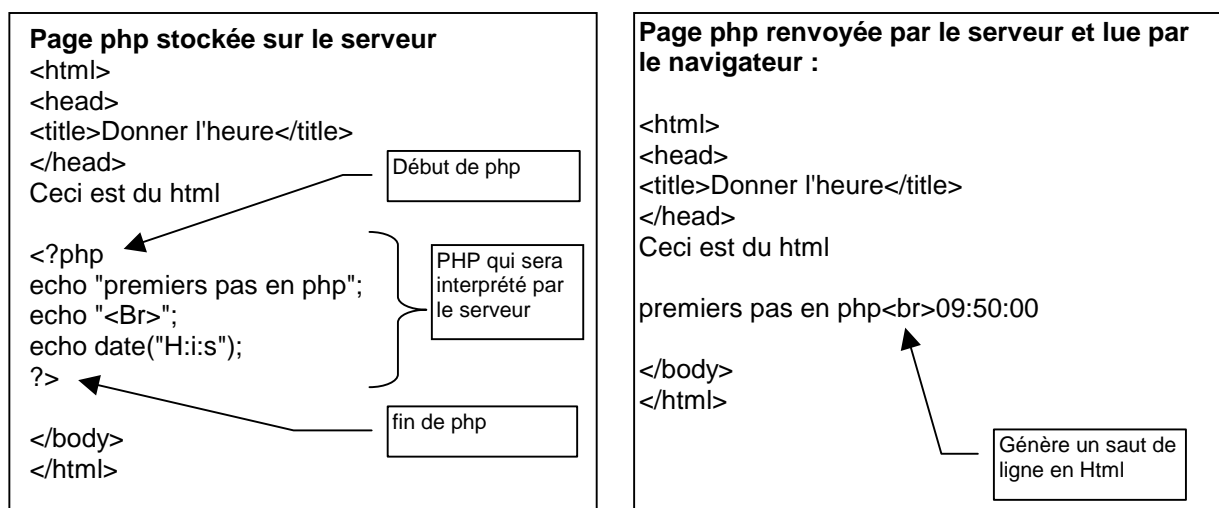 Page php stockée sur le serveur
<html>
<head>
<title>Donner l'heure</title>
</head>
Ceci est du html
<?php
echo "premiers pas en php";
echo "<Br>";
echo date("H:i:s");
?>
</body>
</html>
Début de php
PHP qui sera
interprété par
le serveur
fin de php
Page php renvoyée par le serveur et lue par
le navigateur :
<html>
<head>
<title>Donner l'heure</title>
</head>
Ceci est du html
premiers pas en php<br>09:50:00
</body>
</html>
Génère un saut de
ligne en Html